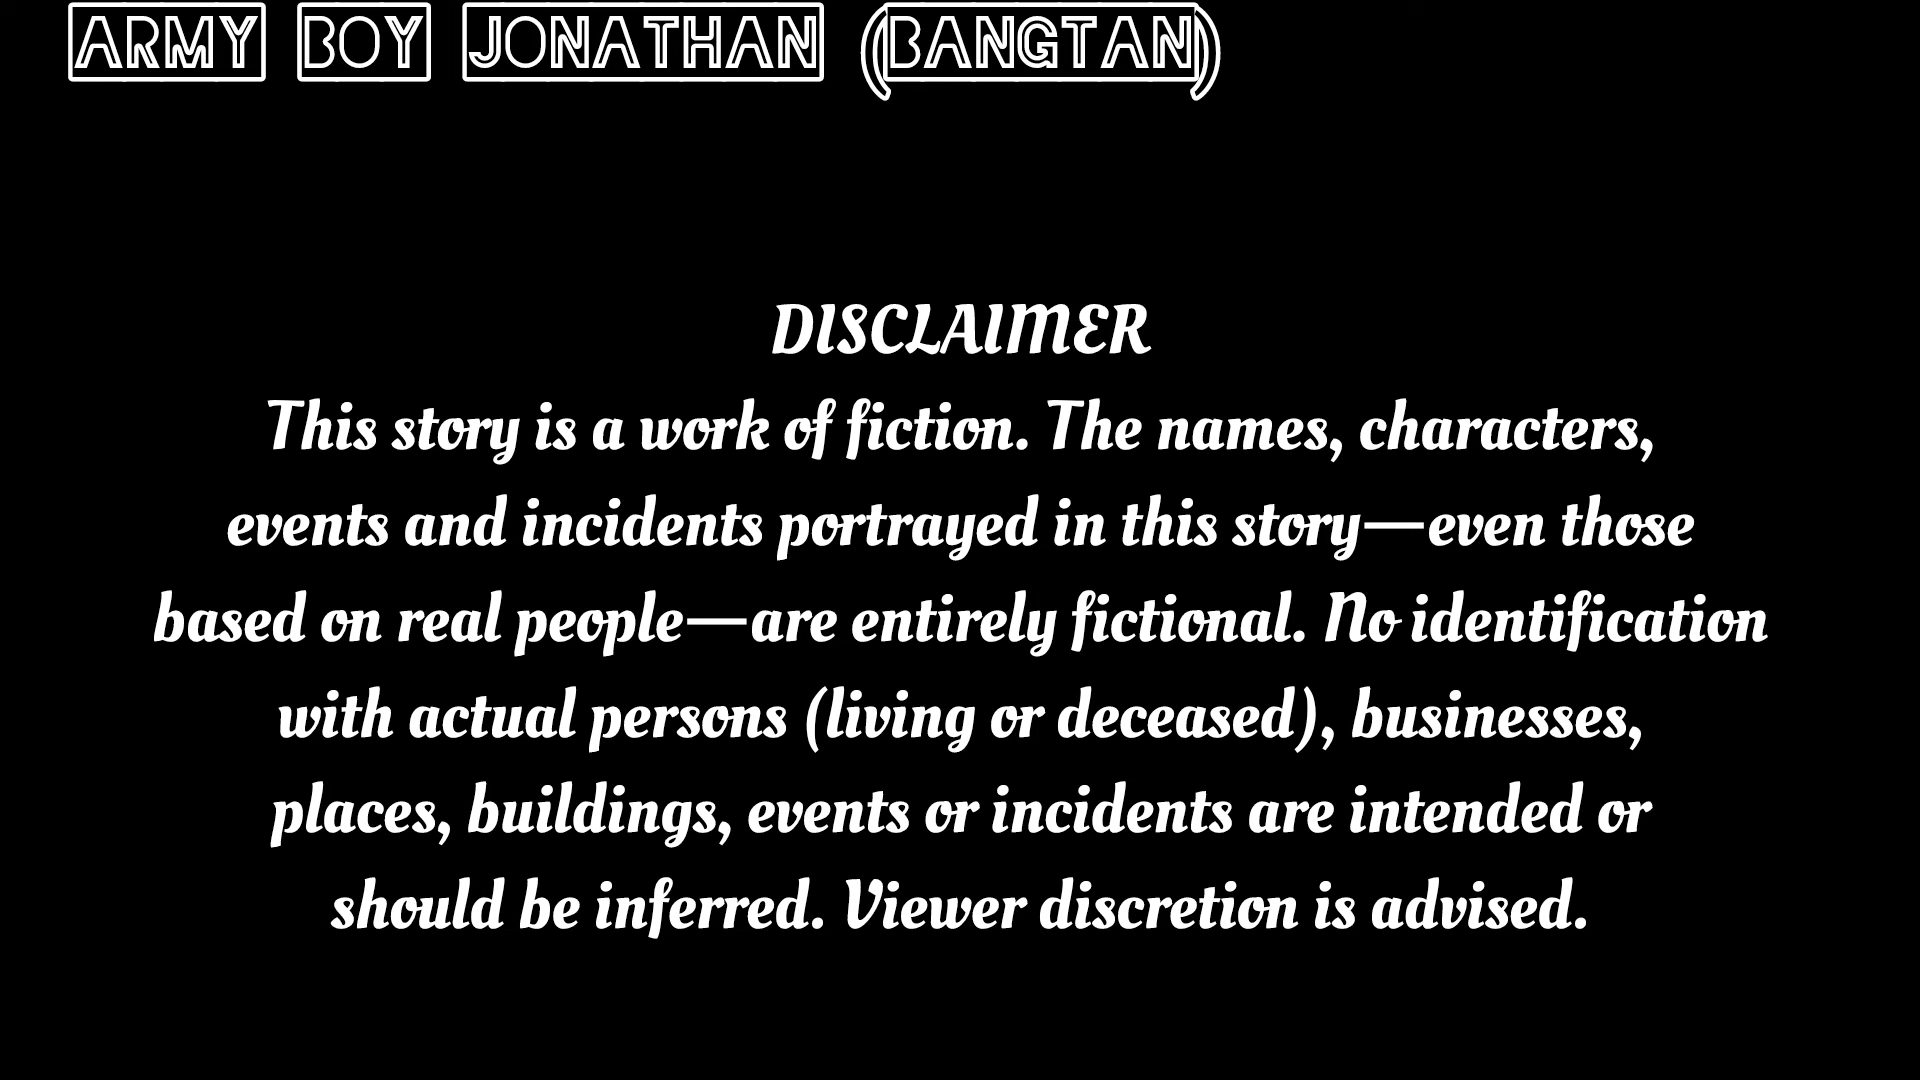 ARMY BOY JONATHAN (BANGTAN)
DISCLAIMER
This story is a work of fiction. The names, characters,
events and incidents portrayed in this story—even those
based on real people—are entirely fictional. No identification
with actual persons (living or deceased), businesses,
places, buildings, events or incidents are intended or
should be inferred. Viewer discretion is advised.